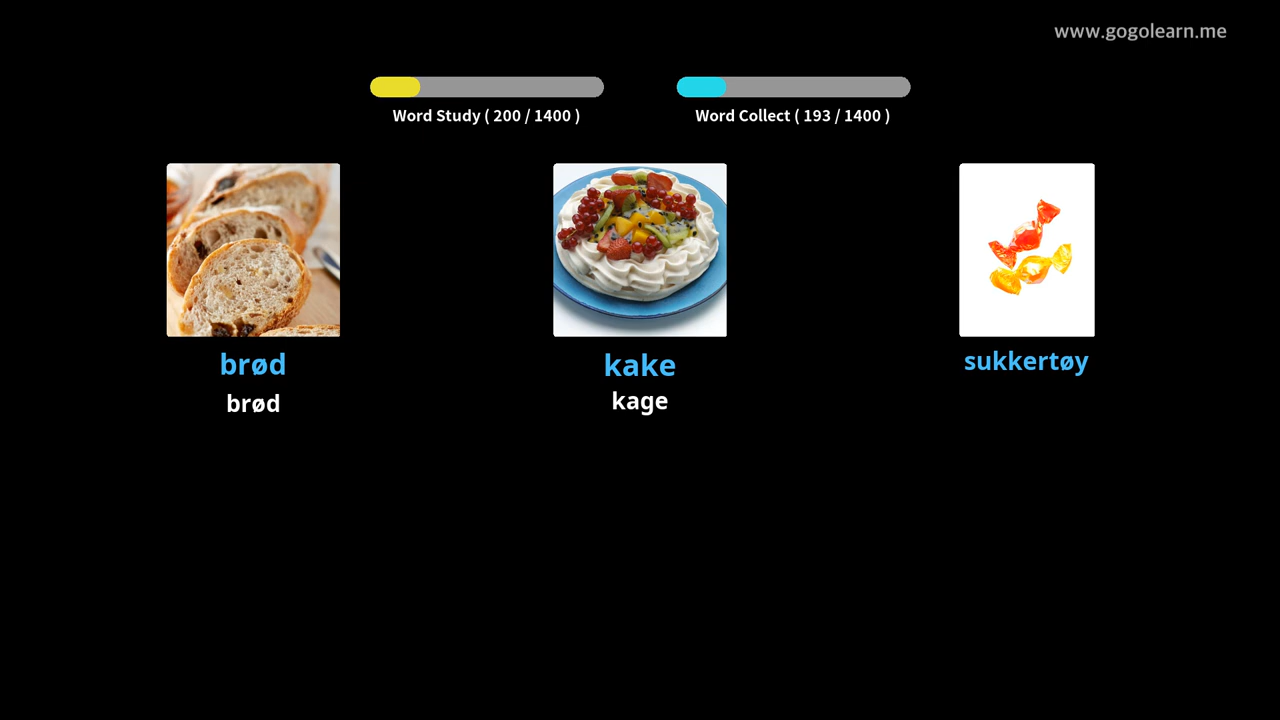 www.gogolearn.me
Word Study ( 200 / 1400 )
Word Collect ( 193 / 1400 )
brød
brød
kake
kage
sukkertøy